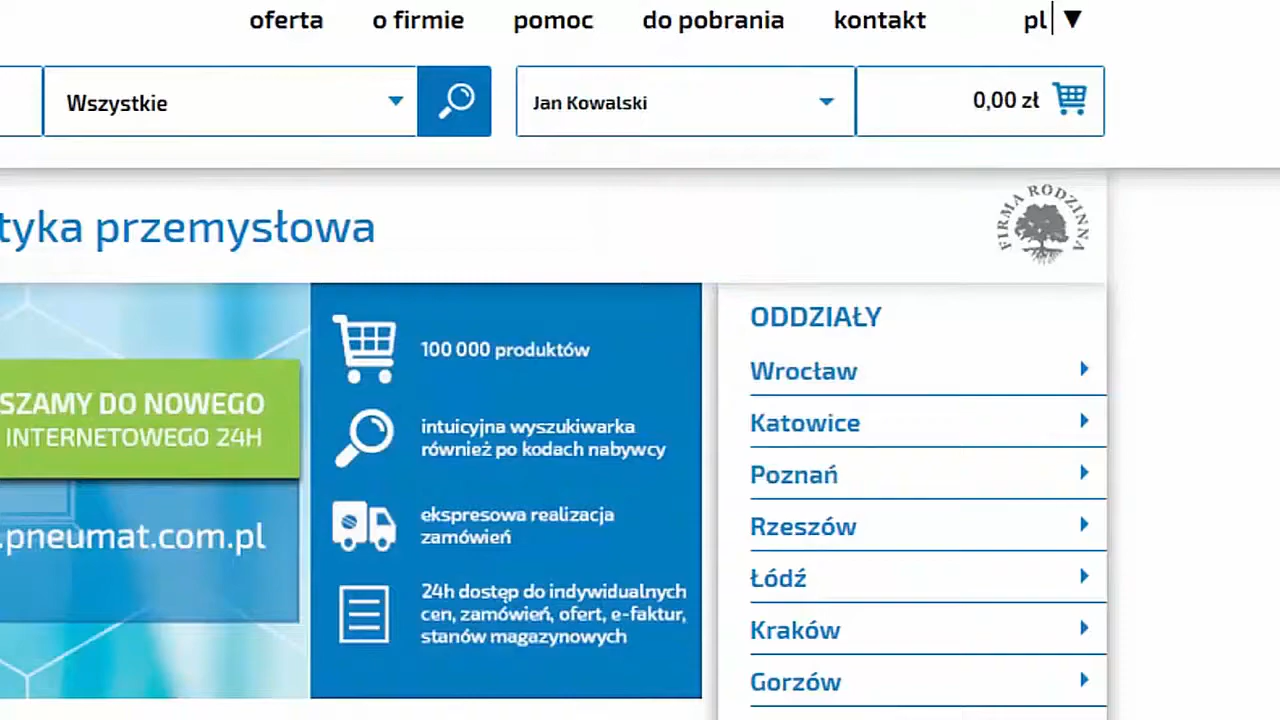 oferta o firmie pomoc do pobrania kontakt pl
Wszystkie
Jan Kowalski
0,00 zł
tyka przemysłowa
FIRMA RODZINNA
SZAMY DO NOWEGO
INTERNETOWEGO 24H
.pneumat.com.pl
100 000 produktów
intuicyjna wyszukiwarka
również po kodach nabywcy
ekspresowa realizacja
zamówień
24h dostęp do indywidualnych
cen, zamówień, ofert, e-faktur,
stanów magazynowych
ODDZIAŁY
Wrocław
Katowice
Poznań
Rzeszów
Łódź
Kraków
Gorzów